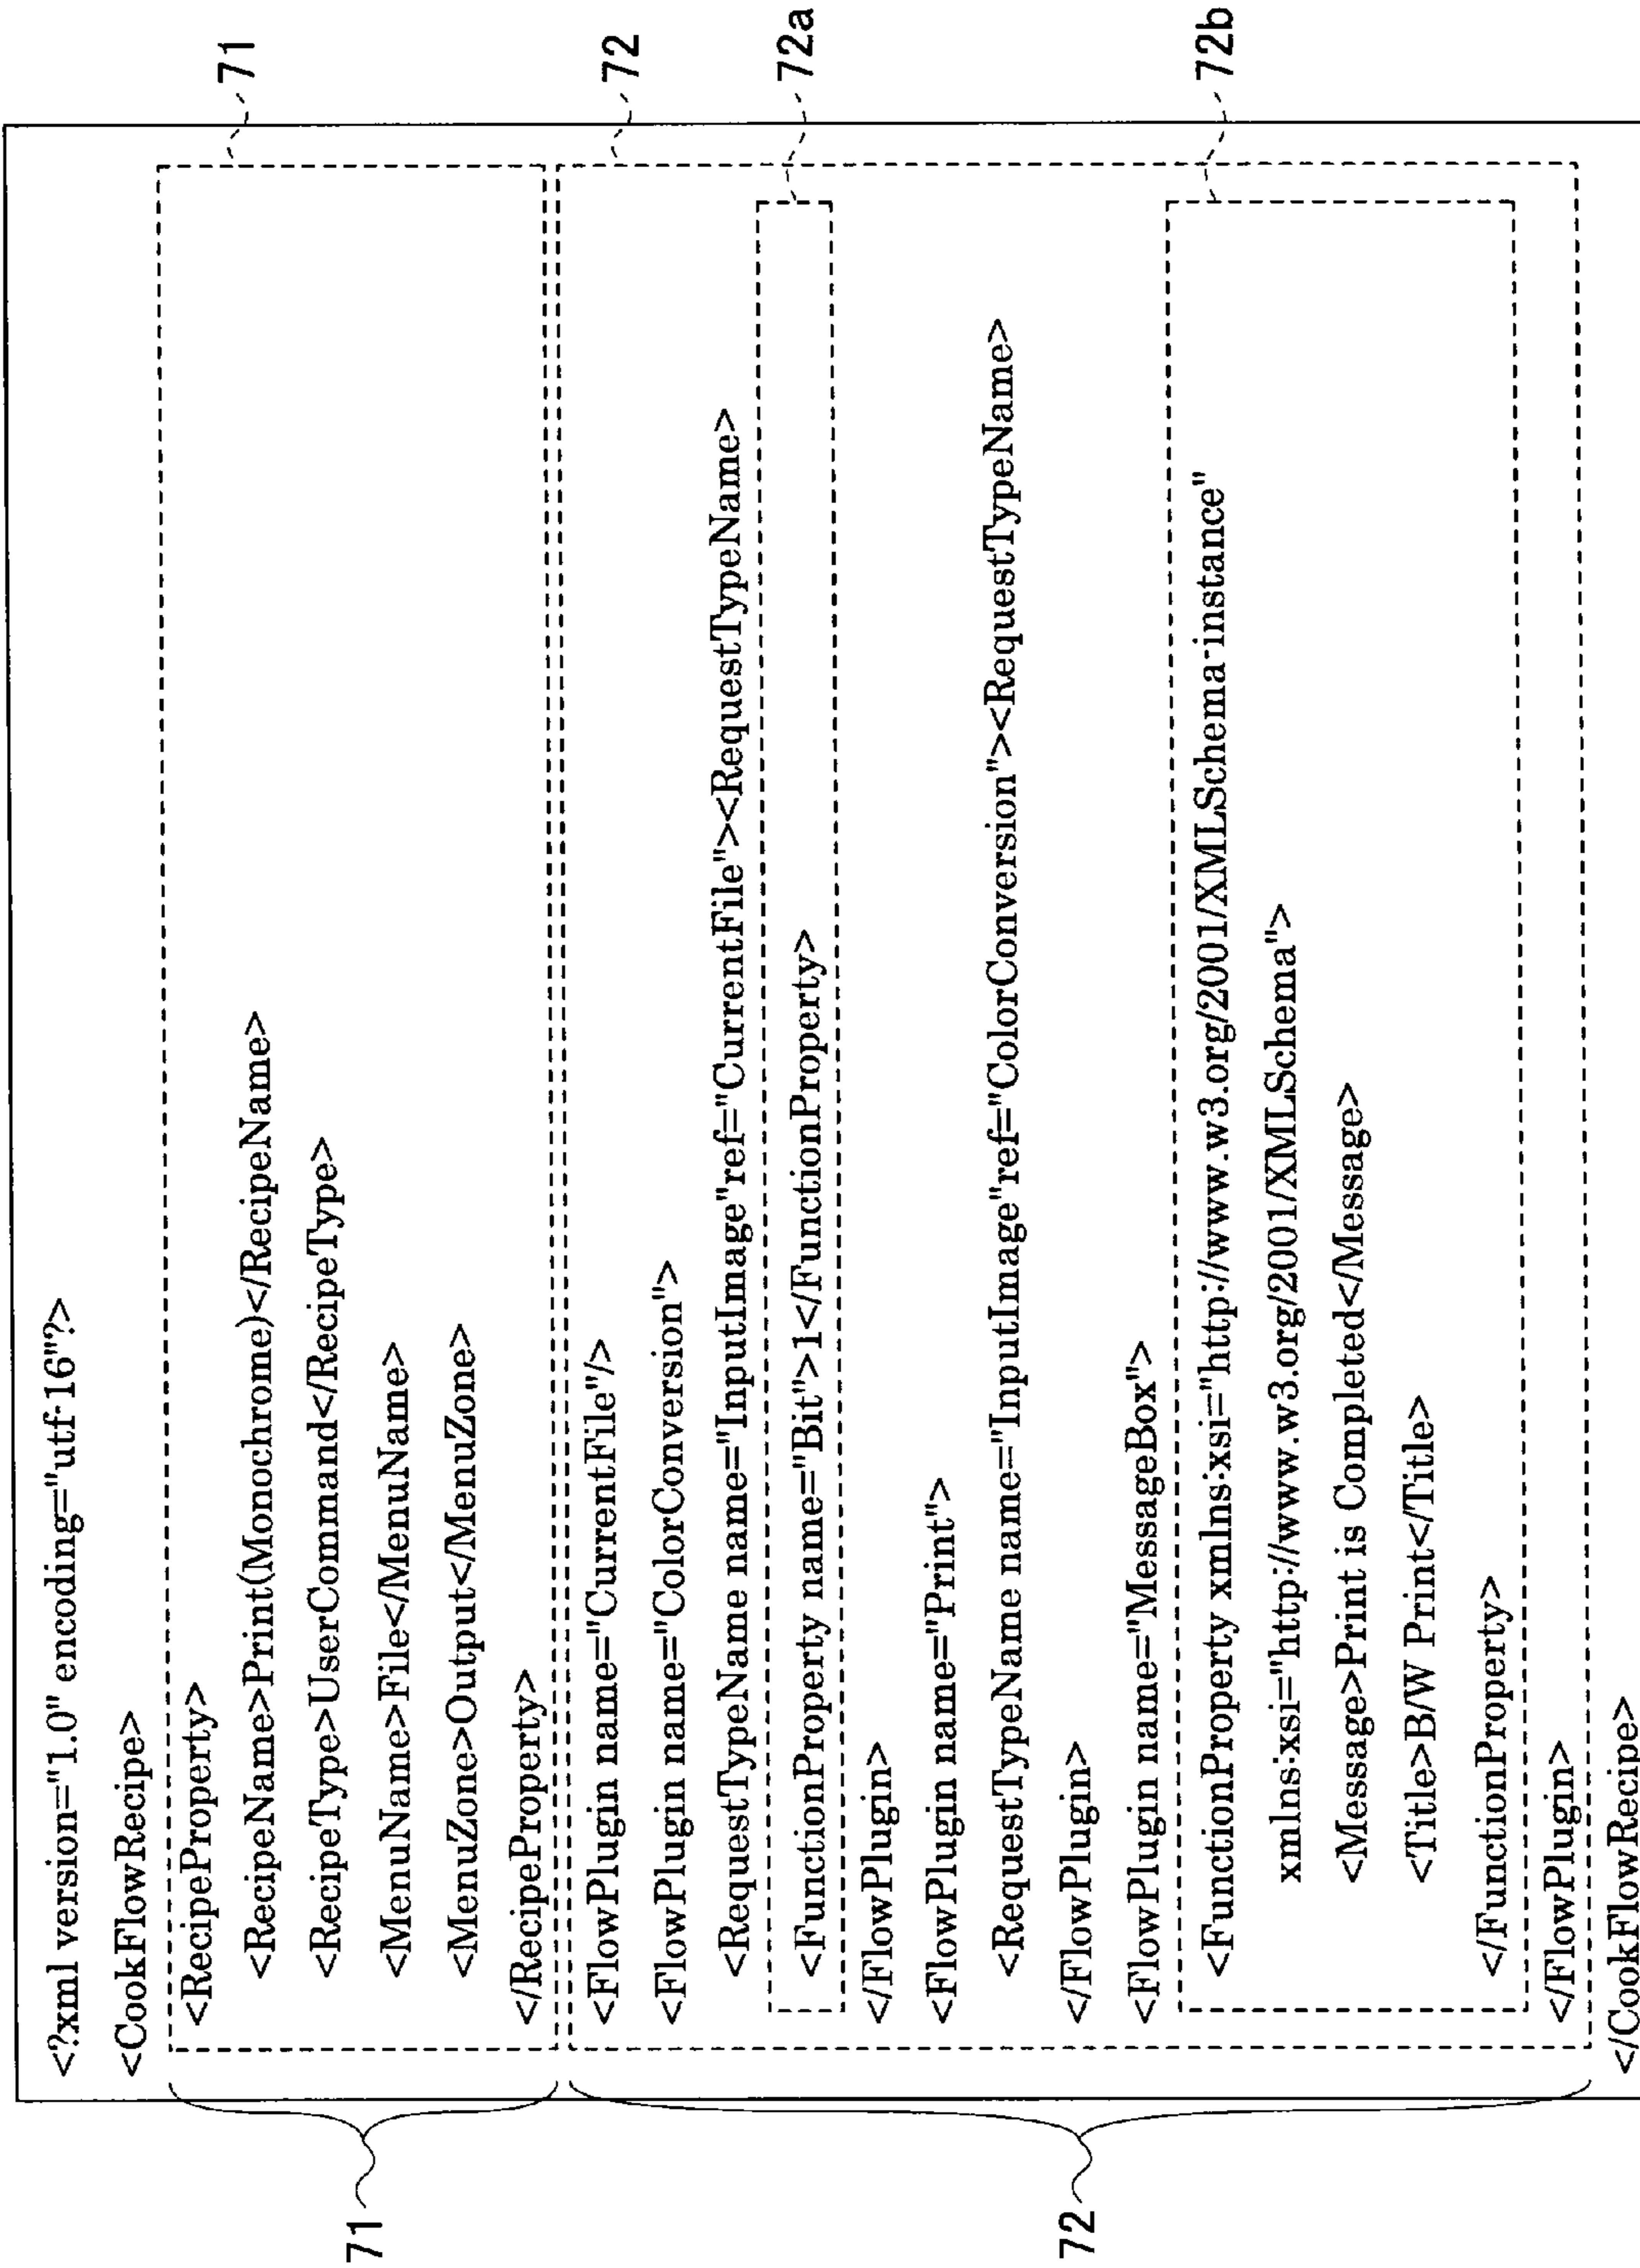 <?xml version="1.0" encoding="utf-16"?>
<CookFlowRecipe>
<RecipeProperty>
<RecipeName>Print(Monochrome)</RecipeName>
<RecipeType>UserCommand</RecipeType>
<MenuName>File</MenuName>
<MenuZone>Output</MenuZone>
</RecipeProperty>
<FlowPlugin name="CurrentFile"/>
<FlowPlugin name="ColorConversion">
<RequestTypeName name="InputImage"ref="CurrentFile"><RequestTypeName>
<FunctionProperty name="Bit">1</FunctionProperty>
</FlowPlugin>
<FlowPlugin name="Print">
<RequestTypeName name="InputImage"ref="ColorConversion"><RequestTypeName>
</FlowPlugin>
<FlowPlugin name="MessageBox">
<FunctionProperty xmlns:xsi="http://www.w3.org/2001/XMLSchema-instance"
xmlns:xsi="http://www.w3.org/2001/XMLSchema">
<Message>Print is Completed</Message>
<Title>B/W Print</Title>
</FunctionProperty>
</FlowPlugin>
</CookFlowRecipe>
71
72
71
72
72a
72b